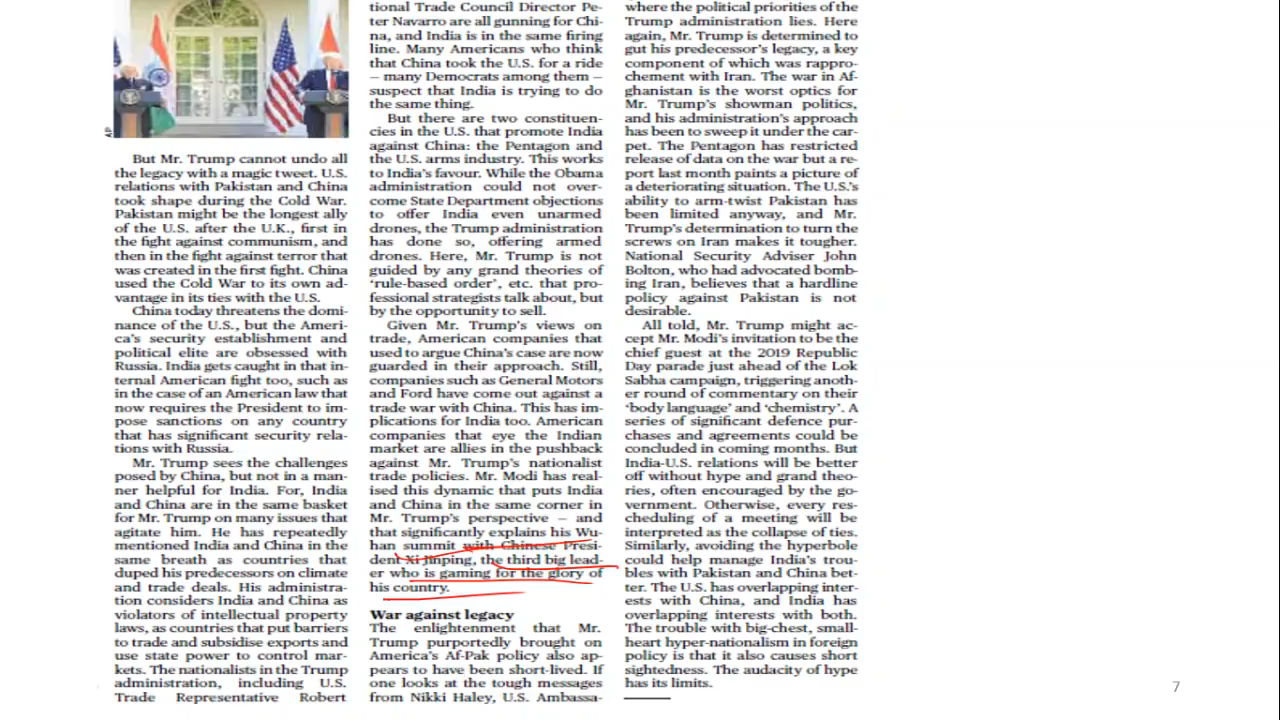 AP
But Mr. Trump cannot undo all
the legacy with a magic tweet. U.S.
relations with Pakistan and China
took shape during the Cold War.
Pakistan might be the longest ally
of the U.S. after the U.K., first in
the fight against communism, and
then in the fight against terror that
was created in the first fight. China
used the Cold War to its own ad-
vantage in its ties with the U.S.
China today threatens the domi-
nance of the U.S., but the Ameri-
ca's security establishment and
political elite are obsessed with
Russia. India gets caught in that in-
ternal American fight too, such as
in the case of an American law that
now requires the President to im-
pose sanctions on any country
that has significant security rela-
tions with Russia.
Mr. Trump sees the challenges
posed by China, but not in a man-
ner helpful for India. For, India
and China are in the same basket
for Mr. Trump on many issues that
agitate him. He has repeatedly
mentioned India and China in the
same breath as countries that
duped his predecessors on climate
and trade deals. His administra-
tion considers India and China as
violators of intellectual property
laws, as countries that put barriers
to trade and subsidise exports and
use state power to control mar-
kets. The nationalists in the Trump
administration, including U.S.
Trade Representative Robert
tional Trade Council Director Pe-
ter Navarro are all gunning for Chi-
na, and India is in the same firing
line. Many Americans who think
that China took the U.S. for a ride
– many Democrats among them –
suspect that India is trying to do
the same thing.
But there are two constituen-
cies in the U.S. that promote India
against China: the Pentagon and
the U.S. arms industry. This works
to India's favour. While the Obama
administration could not over-
come State Department objections
to offer India even unarmed
drones, the Trump administration
has done so, offering armed
drones. Here, Mr. Trump is not
guided by any grand theories of
'rule-based order', etc. that pro-
fessional strategists talk about, but
by the opportunity to sell.
Given Mr. Trump's views on
trade, American companies that
used to argue China's case are now
guarded in their approach. Still,
companies such as General Motors
and Ford have come out against a
trade war with China. This has im-
plications for India too. American
companies that eye the Indian
market are allies in the pushback
against Mr. Trump's nationalist
trade policies. Mr. Modi has real-
ised this dynamic that puts India
and China in the same corner in
Mr. Trump's perspective – and
that significantly explains his Wu-
han summit with Chinese Presi-
dent Xi Jinping, the third big lead-
er who is gaming for the glory of
his country.
War against legacy
The enlightenment that Mr.
Trump purportedly brought on
America's Af-Pak policy also ap-
pears to have been short-lived. If
one looks at the tough messages
from Nikki Haley, U.S. Ambassa-
where the political priorities of the
Trump administration lies. Here
again, Mr. Trump is determined to
gut his predecessor's legacy, a key
component of which was rappro-
chement with Iran. The war in Af-
ghanistan is the worst optics for
Mr. Trump's showman politics,
and his administration's approach
has been to sweep it under the car-
pet. The Pentagon has restricted
release of data on the war but a re-
port last month paints a picture of
a deteriorating situation. The U.S.'s
ability to arm-twist Pakistan has
been limited anyway, and Mr.
Trump's determination to turn the
screws on Iran makes it tougher.
National Security Adviser John
Bolton, who had advocated bomb-
ing Iran, believes that a hardline
policy against Pakistan is not
desirable.
All told, Mr. Trump might ac-
cept Mr. Modi's invitation to be the
chief guest at the 2019 Republic
Day parade just ahead of the Lok
Sabha campaign, triggering anoth-
er round of commentary on their
'body language' and 'chemistry'. A
series of significant defence pur-
chases and agreements could be
concluded in coming months. But
India-U.S. relations will be better
off without hype and grand theo-
ries, often encouraged by the go-
vernment. Otherwise, every res-
cheduling of a meeting will be
interpreted as the collapse of ties.
Similarly, avoiding the hyperbole
could help manage India's trou-
bles with Pakistan and China bet-
ter. The U.S. has overlapping inter-
ests with China, and India has
overlapping interests with both.
The trouble with big-chest, small-
heart hyper-nationalism in foreign
policy is that it also causes short
sightedness. The audacity of hype
has its limits.
7